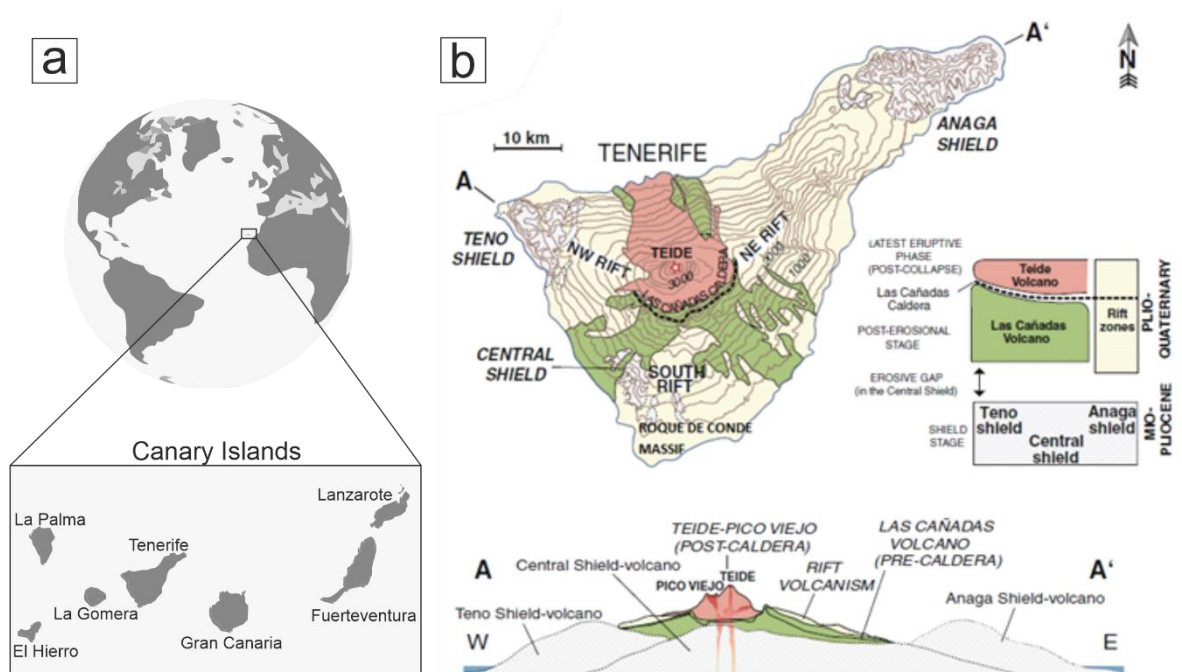 a
Canary Islands
Lanzarote
La Palma
Tenerife
La Gomera
Fuerteventura
Gran Canaria
El Hierro
b
A'
N
10 km
ANAGA
SHIELD
TENERIFE
A
TENO
SHIELD
NW RIFT
TEIDE
3000
NE RIFT
LAS CAÑADAS CALDERA
1000
CENTRAL
SHIELD
SOUTH
RIFT
ROQUE DE CONDE
MASSIF
LATEST ERUPTIVE
PHASE
(POST-COLLAPSE)
Las Cañadas
Caldera
POST-EROSIONAL
STAGE
EROSIVE GAP
(in the Central Shield)
SHIELD
STAGE
Teide
Volcano
Las Cañadas
Volcano
Rift
zones
PLIO-
QUATERNARY
Teno
shield
Anaga
shield
Central
shield
MIO-
PLIOCENE
TEIDE-PICO VIEJO
(POST-CALDERA)
LAS CAÑADAS
VOLCANO
(PRE-CALDERA)
A
Central Shield-volcano
PICO VIEJO
TEIDE
RIFT
VOLCANISM
A'
Teno Shield-volcano
Anaga Shield-volcano
W
E